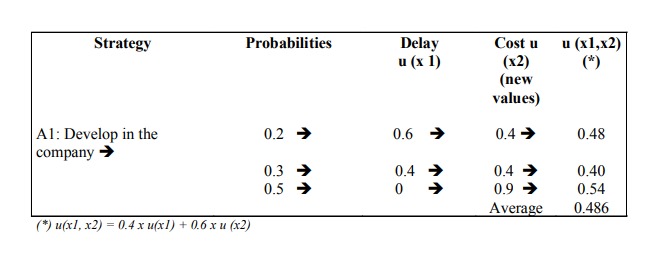 Strategy Probabilities Delay u (x 1) Cost u (x2) (new values) u (x1,x2) (*)
A1: Develop in the company ➔ 0.2 ➔ 0.6 ➔ 0.4 ➔ 0.48
0.3 ➔ 0.4 ➔ 0.4 ➔ 0.40
0.5 ➔ 0 ➔ 0.9 ➔ 0.54
Average 0.486
(*) u(x1, x2) = 0.4 x u(x1) + 0.6 x u (x2)